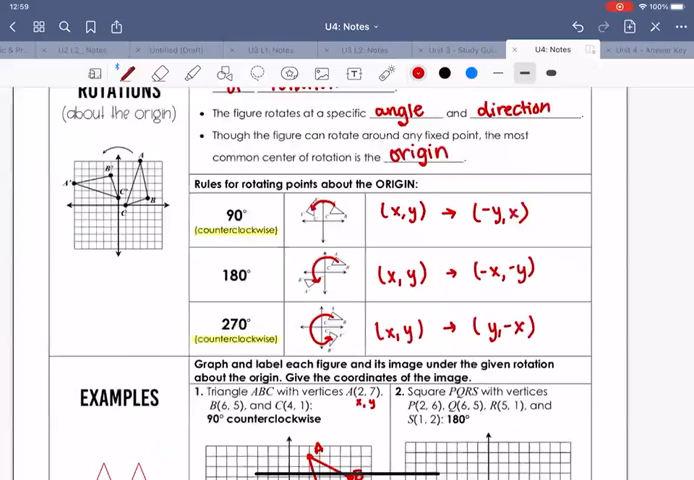 12:59
100%
U4: Notes
U2 L2_ Notes
Untitled (Draft)
U3 L1: Notes
U3 L2: Notes
Unit 3 - Study Gui..
U4: Notes
Unit 4 - Answer Key
ROTATIONS
(about the origin)
• The figure rotates at a specific angle and direction.
• Though the figure can rotate around any fixed point, the most
common center of rotation is the origin.
Rules for rotating points about the ORIGIN:
90°
(counterclockwise)
(x,y) → (-y,x)
180°
(x,y) → (-x,-y)
270°
(counterclockwise)
(x,y) → (y,-x)
Graph and label each figure and its image under the given rotation
about the origin. Give the coordinates of the image.
EXAMPLES
1. Triangle ABC with vertices A(2, 7),
B(6, 5), and C(4, 1):
x, y
90° counterclockwise
2. Square PQRS with vertices
P(2, 6), Q(6, 5), R(5, 1), and
S(1, 2): 180°
A
B
C
A'
B'
A